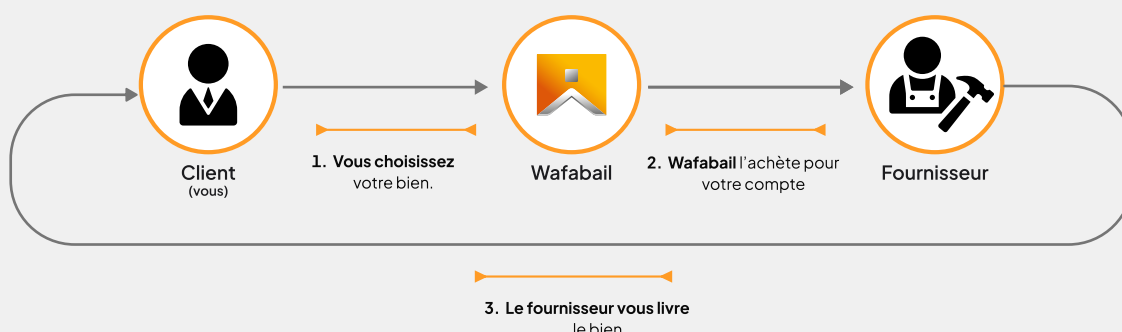 Client
(vous)
1. Vous choisissez
votre bien.
Wafabail
2. Wafabail l'achète pour
votre compte
Fournisseur
3. Le fournisseur vous livre
le bien